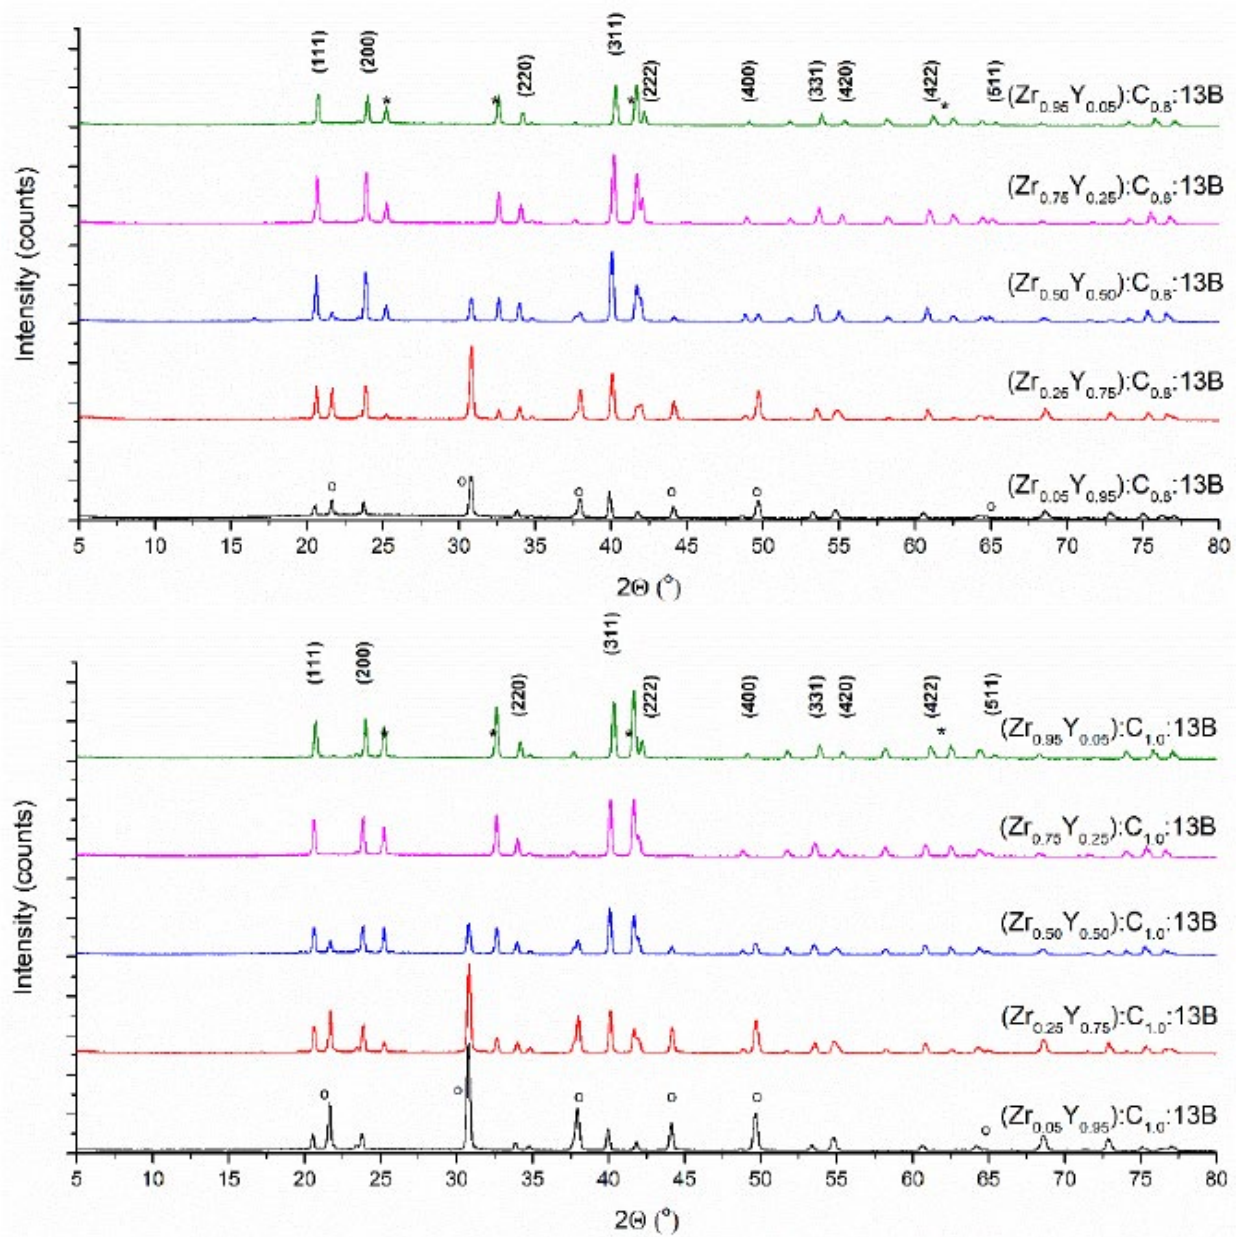 (111) (200) (220) (311) (222) (400) (331) (420) (422) (511)
* * * *
(Zr0.95Y0.05):C0.8:13B
(Zr0.75Y0.25):C0.8:13B
(Zr0.50Y0.50):C0.8:13B
(Zr0.25Y0.75):C0.8:13B
o o o o o o
(Zr0.05Y0.95):C0.8:13B
Intensity (counts)
5 10 15 20 25 30 35 40 45 50 55 60 65 70 75 80
2Θ (°)
(111) (200) (220) (311) (222) (400) (331) (420) (422) (511)
* * * *
(Zr0.95Y0.05):C1.0:13B
(Zr0.75Y0.25):C1.0:13B
(Zr0.50Y0.50):C1.0:13B
(Zr0.25Y0.75):C1.0:13B
o o o o o o
(Zr0.05Y0.95):C1.0:13B
Intensity (counts)
5 10 15 20 25 30 35 40 45 50 55 60 65 70 75 80
2Θ (°)